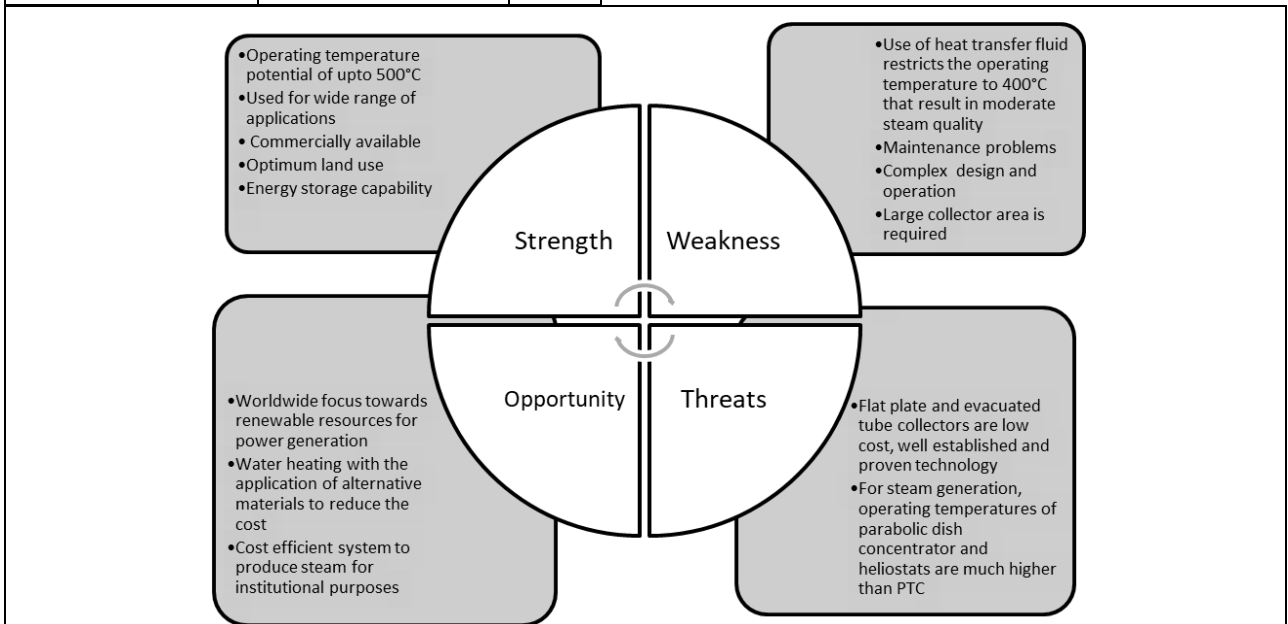 •Operating temperature
potential of upto 500°C
•Used for wide range of
applications
• Commercially available
•Optimum land use
•Energy storage capability
•Use of heat transfer fluid
restricts the operating
temperature to 400°C
that result in moderate
steam quality
•Maintenance problems
•Complex design and
operation
•Large collector area is
required
Strength
Weakness
Opportunity
Threats
•Worldwide focus towards
renewable resources for
power generation
•Water heating with the
application of alternative
materials to reduce the
cost
•Cost efficient system to
produce steam for
institutional purposes
•Flat plate and evacuated
tube collectors are low
cost, well established and
proven technology
•For steam generation,
operating temperatures of
parabolic dish
concentrator and
heliostats are much higher
than PTC